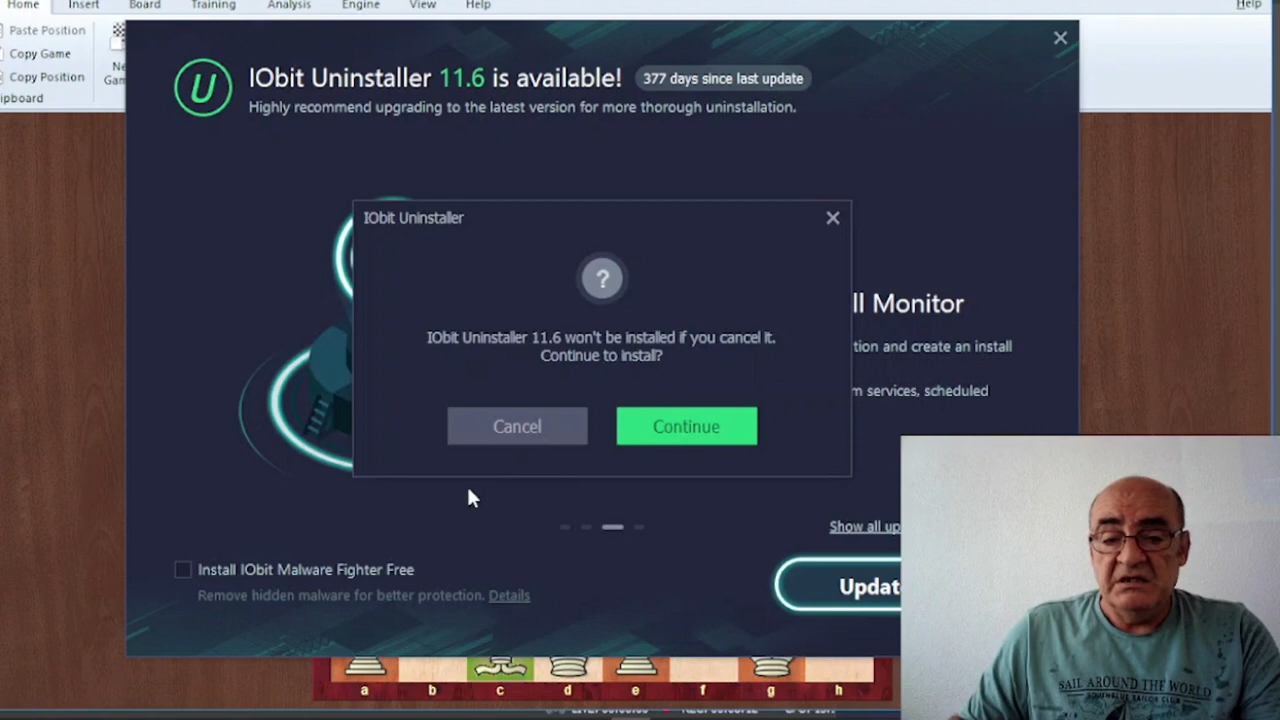 Home Insert Board Training Analysis Engine View Help Help
Paste Position
Copy Game
Copy Position
IObit Uninstaller 11.6 is available! 377 days since last update
Highly recommend upgrading to the latest version for more thorough uninstallation.
IObit Uninstaller
?
IObit Uninstaller 11.6 won't be installed if you cancel it.
Continue to install?
Cancel Continue
ll Monitor
tion and create an install
m services, scheduled
Show all up
Install IObit Malware Fighter Free
Remove hidden malware for better protection. Details
Updat
a b c d e f g h
SAIL AROUND THE WORLD